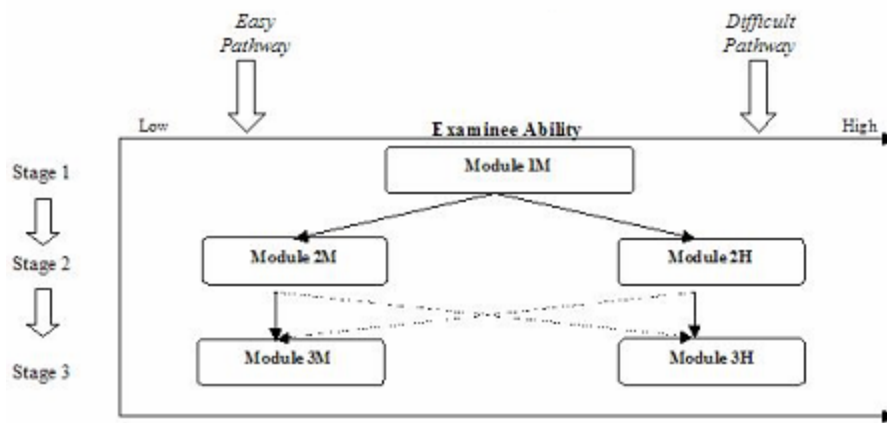 Easy
Pathway
Difficult
Pathway
Low
Examinee Ability
High
Stage 1
Module 1M
Stage 2
Module 2M
Module 2H
Stage 3
Module 3M
Module 3H